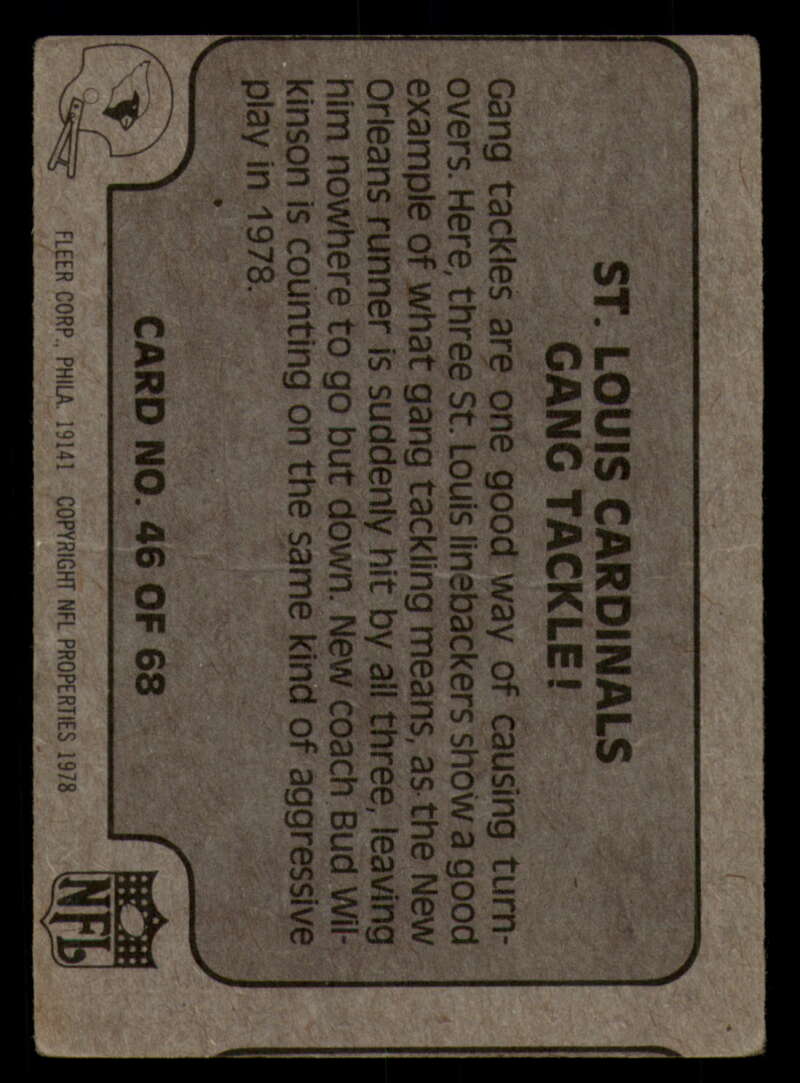 ST. LOUIS CARDINALS
GANG TACKLE!
Gang tackles are one good way of causing turn-
overs. Here, three St. Louis linebackers show a good
example of what gang tackling means, as the New
Orleans runner is suddenly hit by all three, leaving
him nowhere to go but down. New coach Bud Wil-
kinson is counting on the same kind of aggressive
play in 1978.
CARD NO. 46 OF 68
FLEER CORP., PHILA. 19141 COPYRIGHT NFL PROPERTIES 1978
NFL